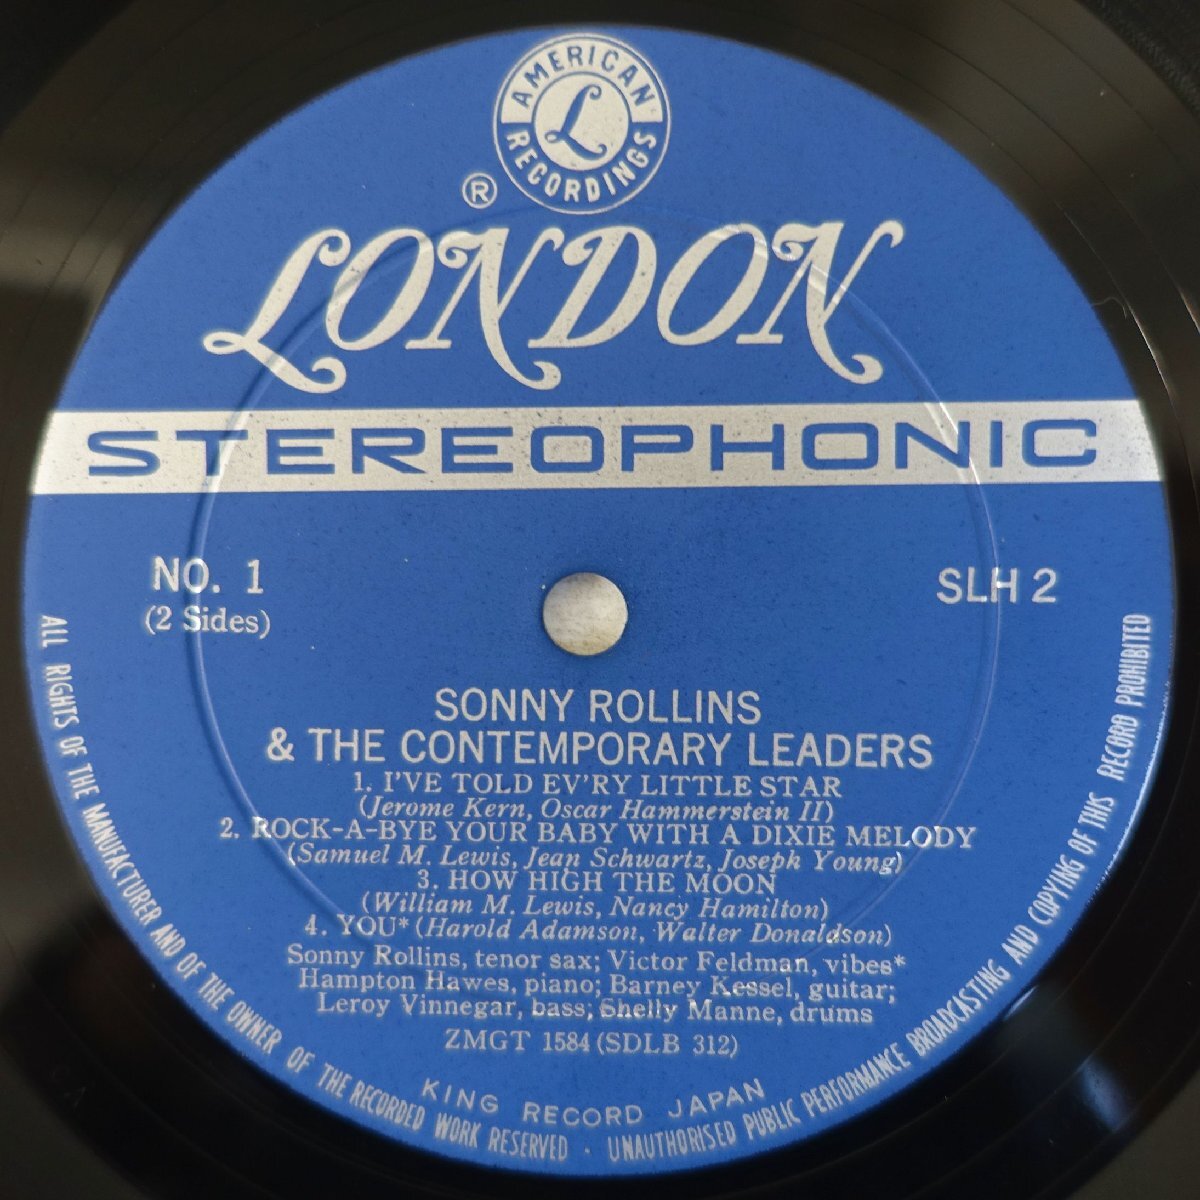 AMERICAN
RECORDINGS
L
®
LONDON
STEREOPHONIC
NO. 1
(2 Sides)
SLH 2
SONNY ROLLINS
& THE CONTEMPORARY LEADERS
1. I'VE TOLD EV'RY LITTLE STAR
(Jerome Kern, Oscar Hammerstein II)
2. ROCK-A-BYE YOUR BABY WITH A DIXIE MELODY
(Samuel M. Lewis, Jean Schwartz, Joseph Young)
3. HOW HIGH THE MOON
(William M. Lewis, Nancy Hamilton)
4. YOU* (Harold Adamson, Walter Donaldson)
Sonny Rollins, tenor sax; Victor Feldman, vibes*
Hampton Hawes, piano; Barney Kessel, guitar;
Leroy Vinnegar, bass; Shelly Manne, drums
ZMGT 1584 (SDLB 312)
KING RECORD JAPAN
ALL RIGHTS OF THE MANUFACTURER AND OF THE OWNER OF THE RECORDED WORK RESERVED · UNAUTHORISED PUBLIC PERFORMANCE BROADCASTING AND COPYING OF THIS RECORD PROHIBITED